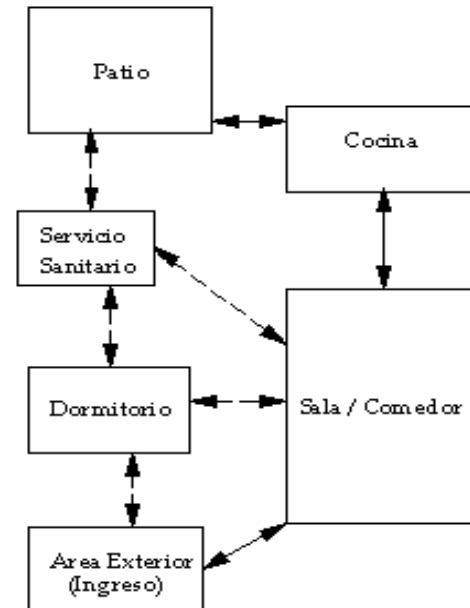 Patio
Cocina
Servicio
Sanitario
Dormitorio
Sala / Comedor
Area Exterior
(Ingreso)